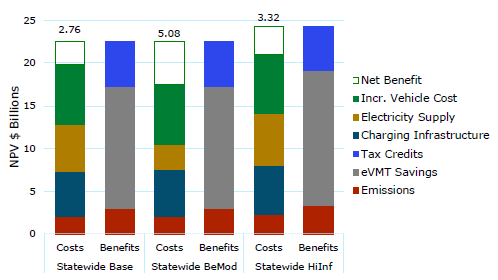 25
20
15
10
5
0
NPV $ Billions
2.76
5.08
3.32
Costs Benefits Costs Benefits Costs Benefits
Statewide Base Statewide BeMod Statewide HiInf
Net Benefit
Incr. Vehicle Cost
Electricity Supply
Charging Infrastructure
Tax Credits
eVMT Savings
Emissions